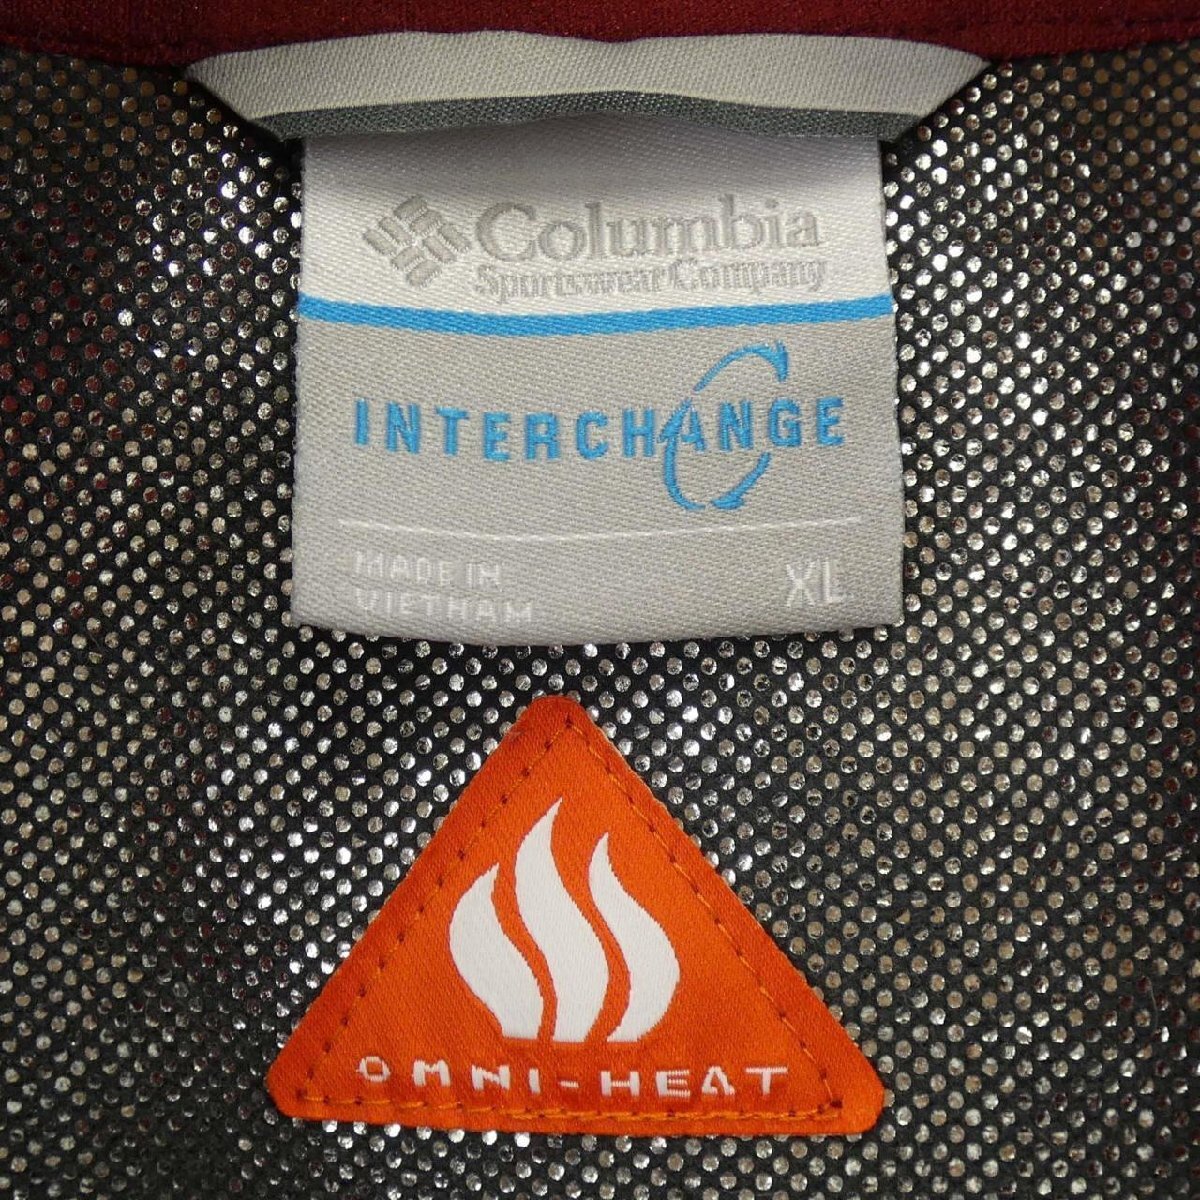 Columbia
Sportswear Company
INTERCHANGE
MADE IN
VIETNAM
XL
OMNI-HEAT